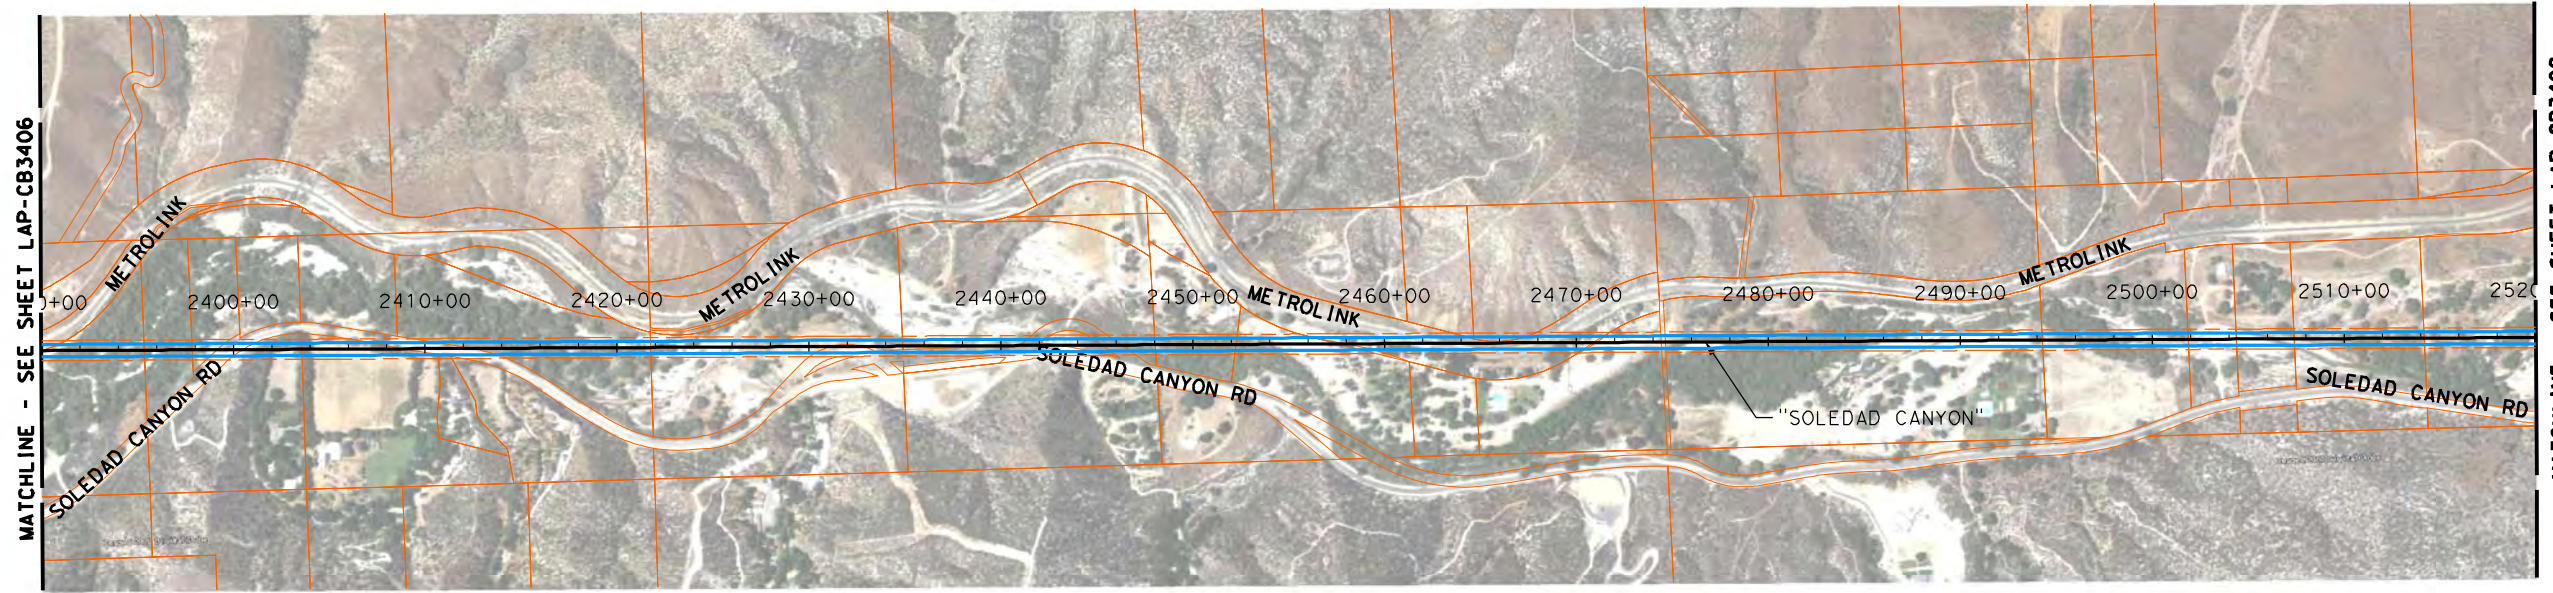 MATCHLINE - SEE SHEET LAP-CB3406
METROLINK
METROLINK
METROLINK
METROLINK
0+00
2400+00
2410+00
2420+00
2430+00
2440+00
2450+00
2460+00
2470+00
2480+00
2490+00
2500+00
2510+00
2520
SOLEDAD CANYON RD
SOLEDAD CANYON RD
SOLEDAD CANYON RD
"SOLEDAD CANYON"